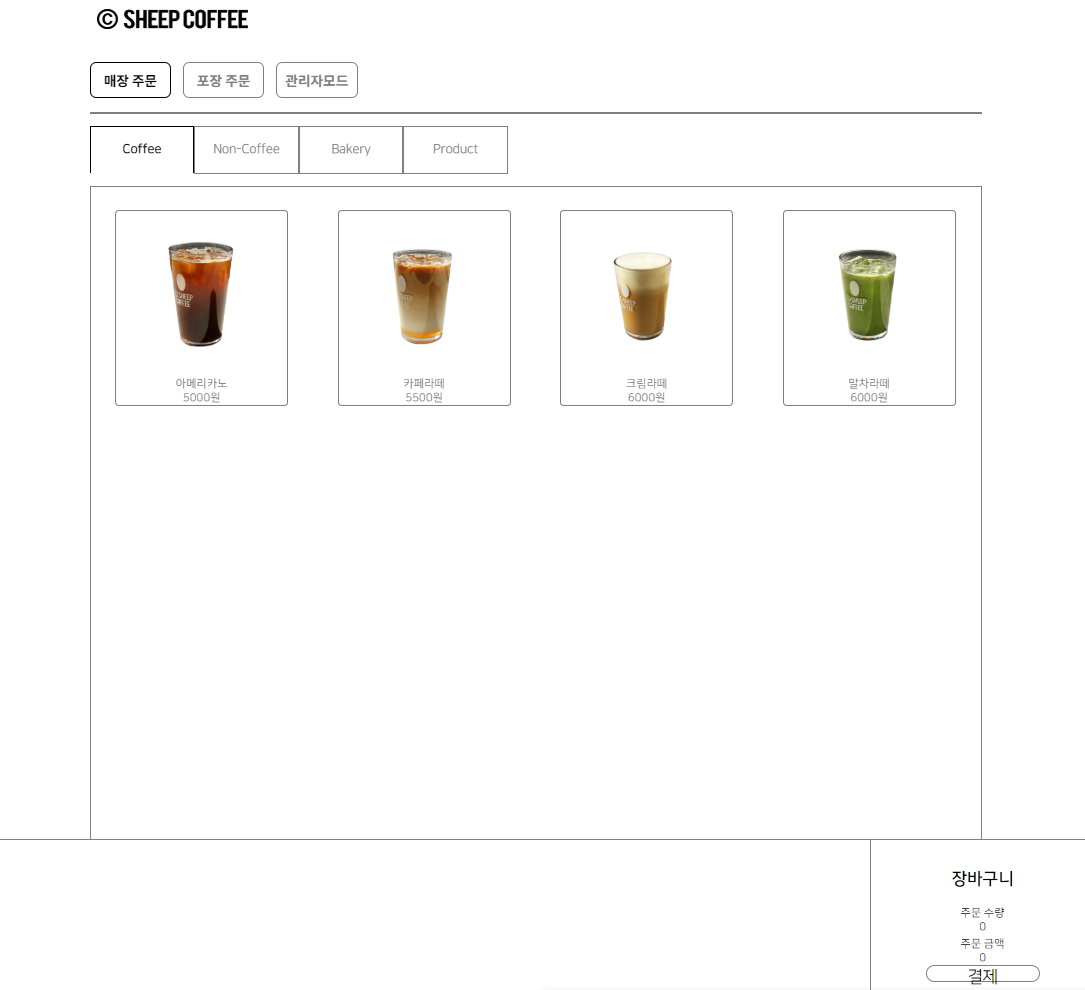 © SHEEP COFFEE
매장 주문
포장 주문
관리자모드
Coffee
Non-Coffee
Bakery
Product
SHEEP
COFFEE
아메리카노
5000원
SHEEP
카페라떼
5500원
SHEEP
COFFEE
크림라떼
6000원
SHEEP
COFFEE
말차라떼
6000원
장바구니
주문 수량
0
주문 금액
0
결제